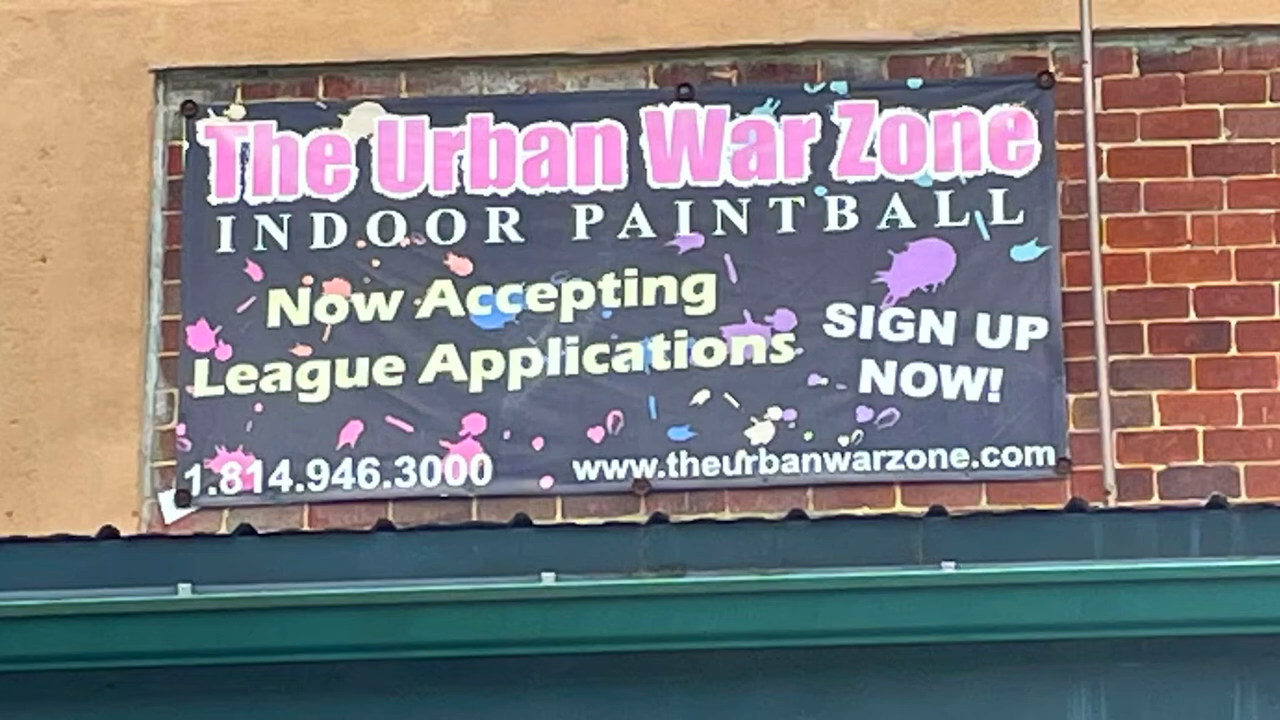 The Urban War Zone
INDOOR PAINTBALL
Now Accepting
League Applications
SIGN UP
NOW!
1.814.946.3000
www.theurbanwarzone.com